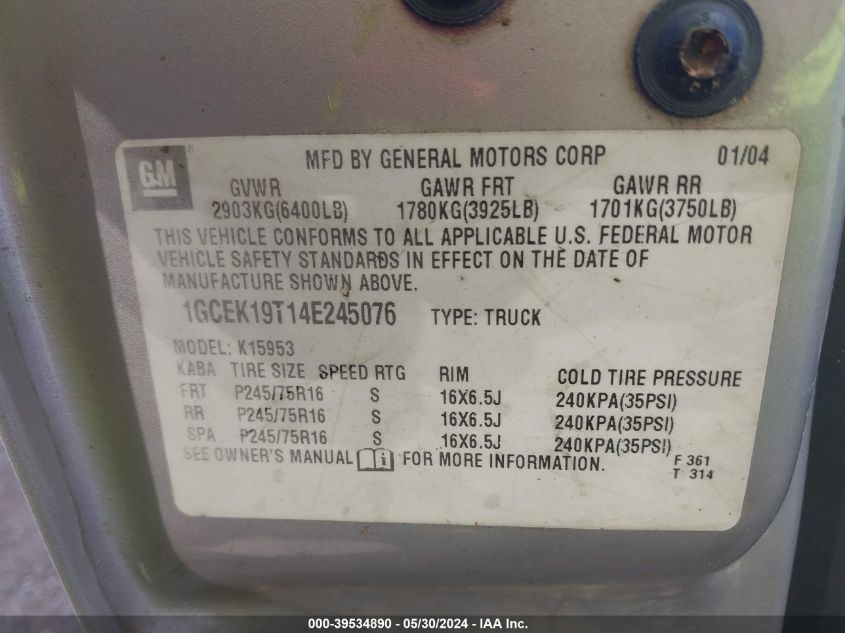 GM
MFD BY GENERAL MOTORS CORP 01/04
GVWR GAWR FRT GAWR RR
2903KG(6400LB) 1780KG(3925LB) 1701KG(3750LB)
THIS VEHICLE CONFORMS TO ALL APPLICABLE U.S. FEDERAL MOTOR
VEHICLE SAFETY STANDARDS IN EFFECT ON THE DATE OF
MANUFACTURE SHOWN ABOVE.
1GCEK19T14E245076 TYPE: TRUCK
MODEL: K15953
KABA TIRE SIZE SPEED RTG RIM COLD TIRE PRESSURE
FRT P245/75R16 S 16X6.5J 240KPA(35PSI)
RR P245/75R16 S 16X6.5J 240KPA(35PSI)
SPA P245/75R16 S 16X6.5J 240KPA(35PSI)
SEE OWNER'S MANUAL i FOR MORE INFORMATION.
F 361
T 314
000-39534890 - 05/30/2024 - IAA Inc.